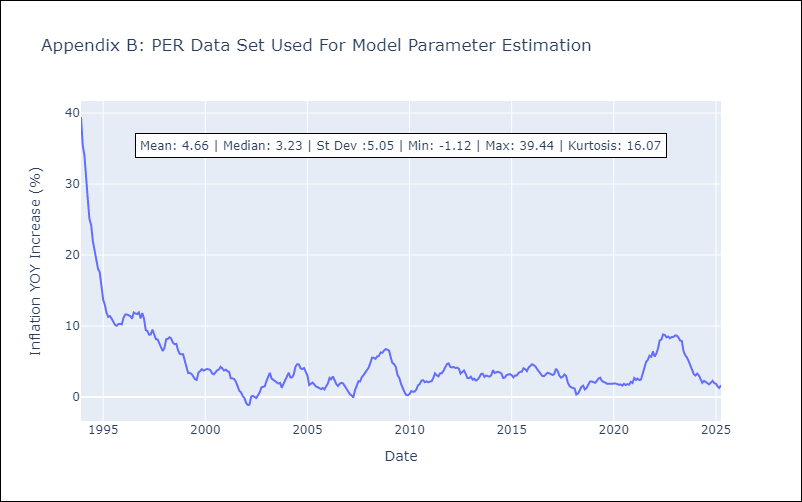 Appendix B: PER Data Set Used For Model Parameter Estimation
Mean: 4.66 | Median: 3.23 | St Dev :5.05 | Min: -1.12 | Max: 39.44 | Kurtosis: 16.07
Inflation YOY Increase (%)
40
30
20
10
0
1995 2000 2005 2010 2015 2020 2025
Date